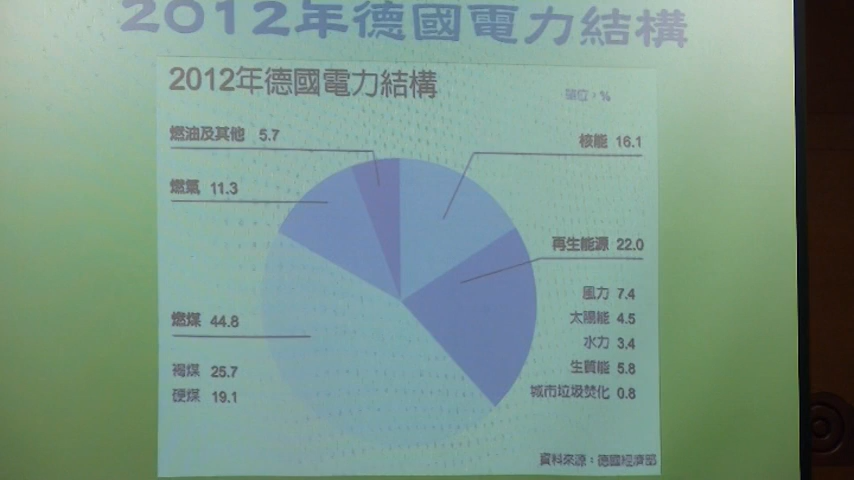 2012年德國電力結構
2012年德國電力結構
單位，%
燃油及其他 5.7
核能 16.1
燃氣 11.3
再生能源 22.0
風力 7.4
太陽能 4.5
水力 3.4
生質能 5.8
城市垃圾焚化 0.8
燃煤 44.8
褐煤 25.7
硬煤 19.1
資料來源：德國經濟部